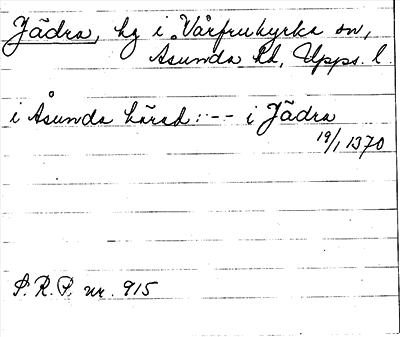 Jädra, hg i Vårfrukyrka sn,
Åsunda hd, Upps. l.
i Åsunda härad: -- i Jädra
19/1 1370
S. R. P. nr. 915